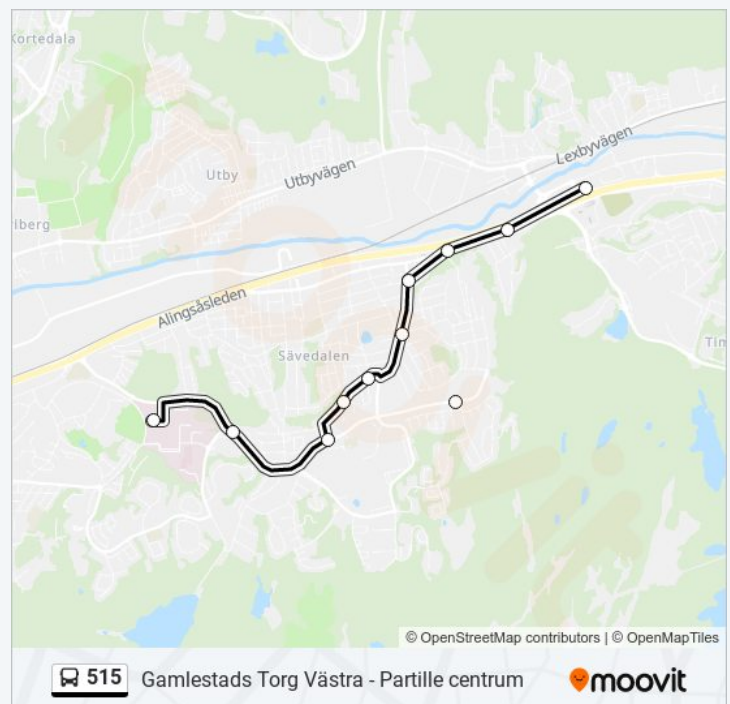 Kortedala
Lexbyvägen
Utbyvägen
Utby
lberg
Alingsåsleden
Sävedalen
Tim
© OpenStreetMap contributors | © OpenMapTiles
515 Gamlestads Torg Västra - Partille centrum moovit